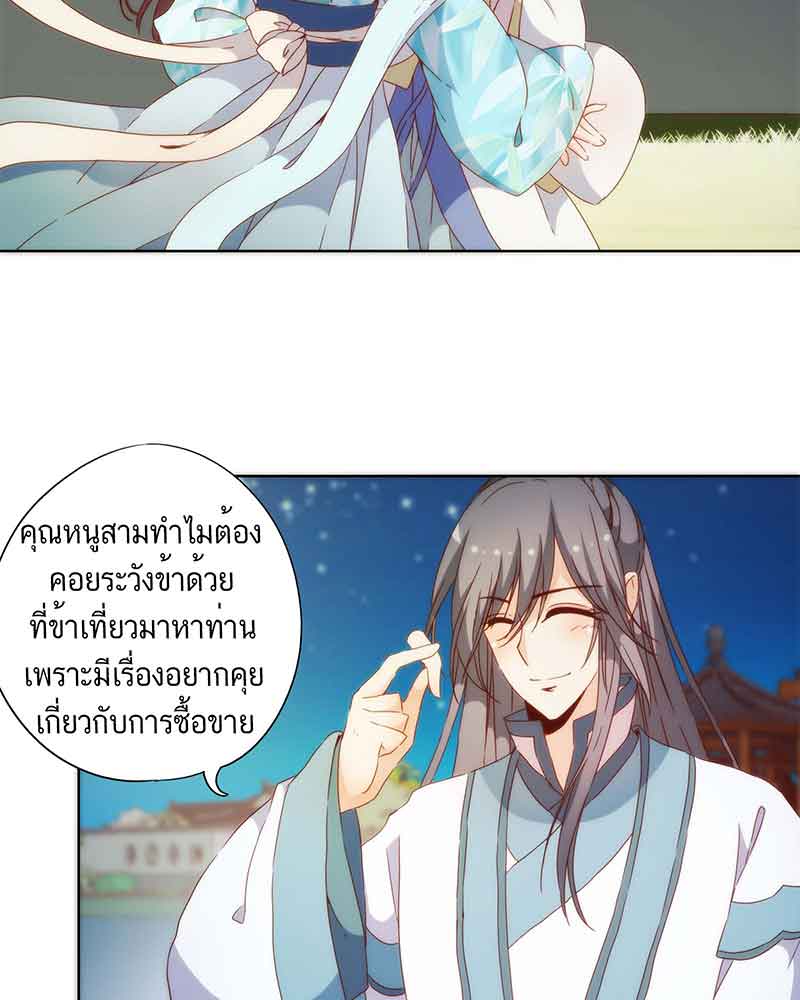 คุณหนูสามทำไมต้อง
คอยระวังข้าด้วย
ที่ข้าเที่ยวมาหาท่าน
เพราะมีเรื่องอยากคุย
เกี่ยวกับการซื้อขาย